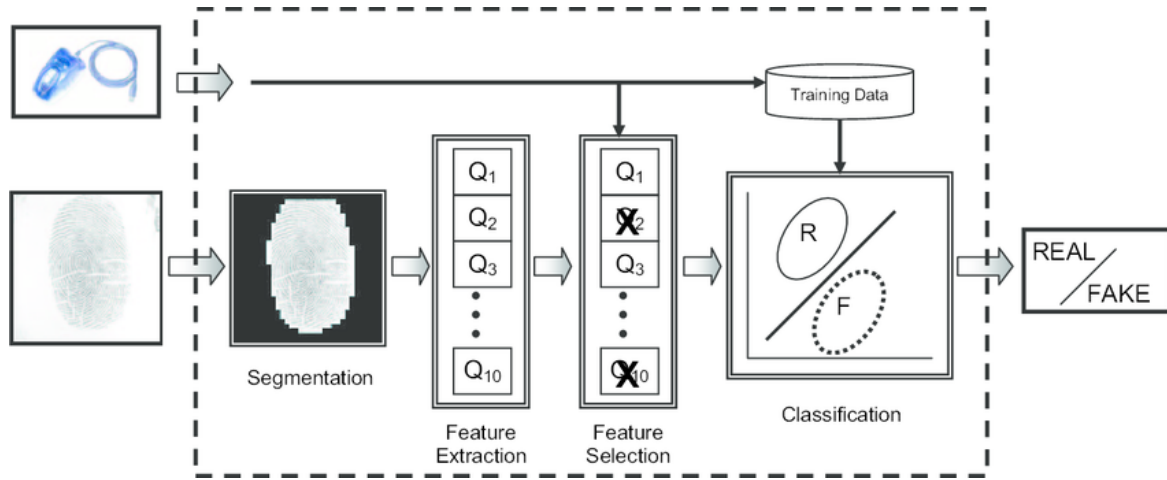 Training Data
Q1
Q2
Q3
Q10
Q1
Q2
Q3
Q10
R
F
REAL
FAKE
Segmentation
Feature
Extraction
Feature
Selection
Classification